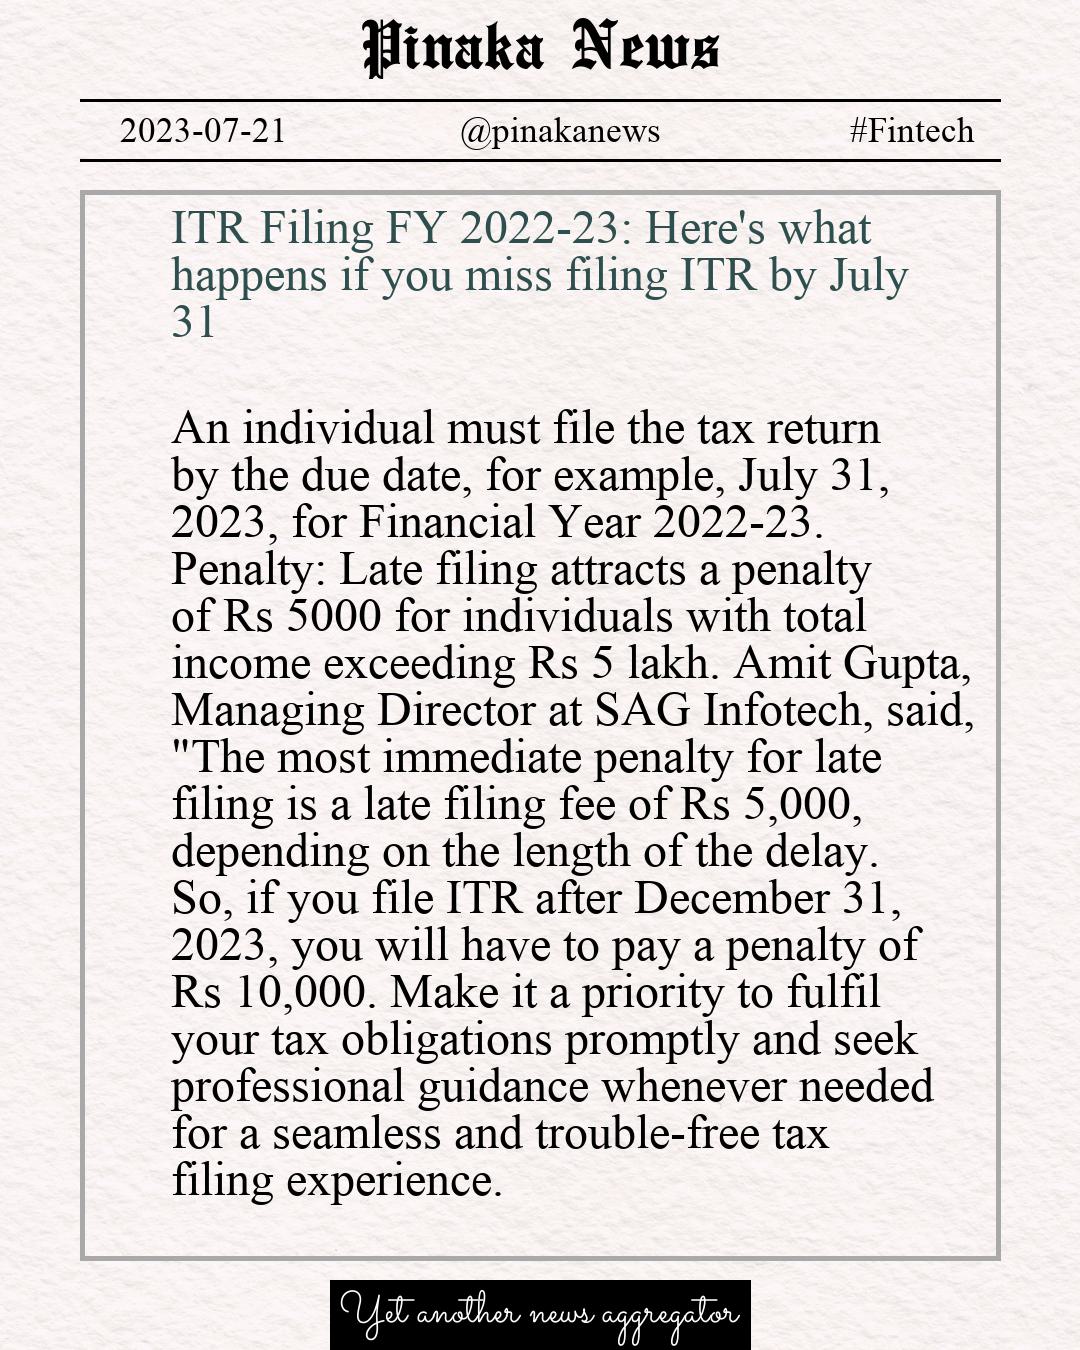 Pinaka News
2023-07-21 @pinakanews #Fintech
ITR Filing FY 2022-23: Here's what
happens if you miss filing ITR by July
31
An individual must file the tax return
by the due date, for example, July 31,
2023, for Financial Year 2022-23.
Penalty: Late filing attracts a penalty
of Rs 5000 for individuals with total
income exceeding Rs 5 lakh. Amit Gupta,
Managing Director at SAG Infotech, said,
"The most immediate penalty for late
filing is a late filing fee of Rs 5,000,
depending on the length of the delay.
So, if you file ITR after December 31,
2023, you will have to pay a penalty of
Rs 10,000. Make it a priority to fulfil
your tax obligations promptly and seek
professional guidance whenever needed
for a seamless and trouble-free tax
filing experience.
Yet another news aggregator